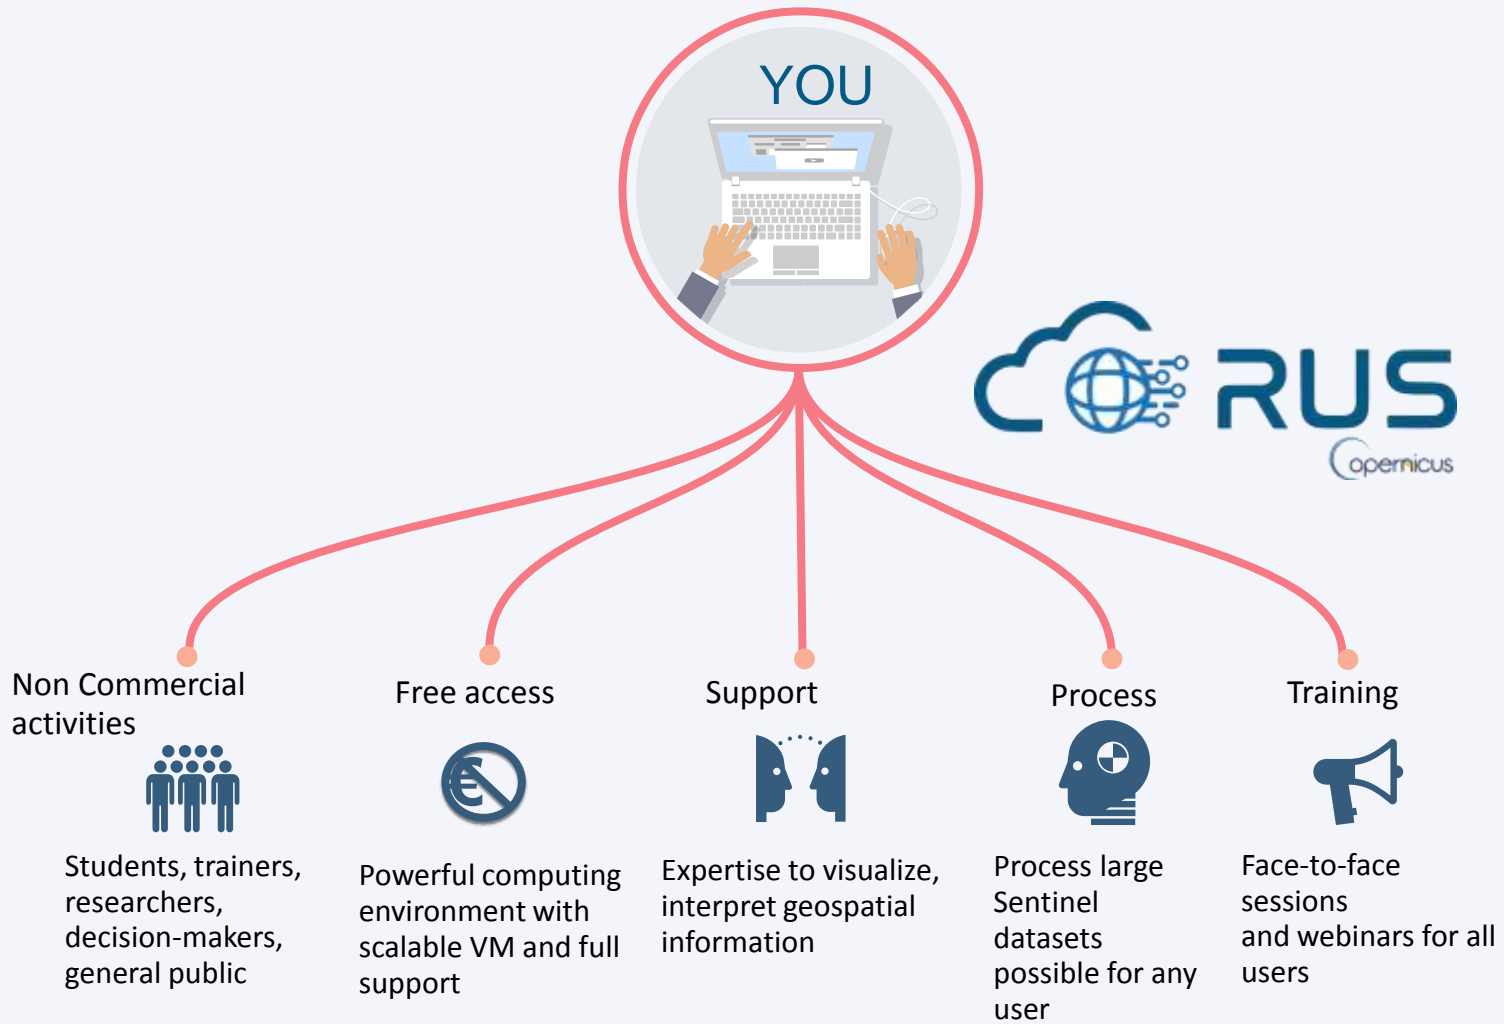 YOU
RUS
Copernicus
Non Commercial
activities
Free access
Support
Process
Training
€
Students, trainers,
researchers,
decision-makers,
general public
Powerful computing
environment with
scalable VM and full
support
Expertise to visualize,
interpret geospatial
information
Process large
Sentinel
datasets
possible for any
user
Face-to-face
sessions
and webinars for all
users